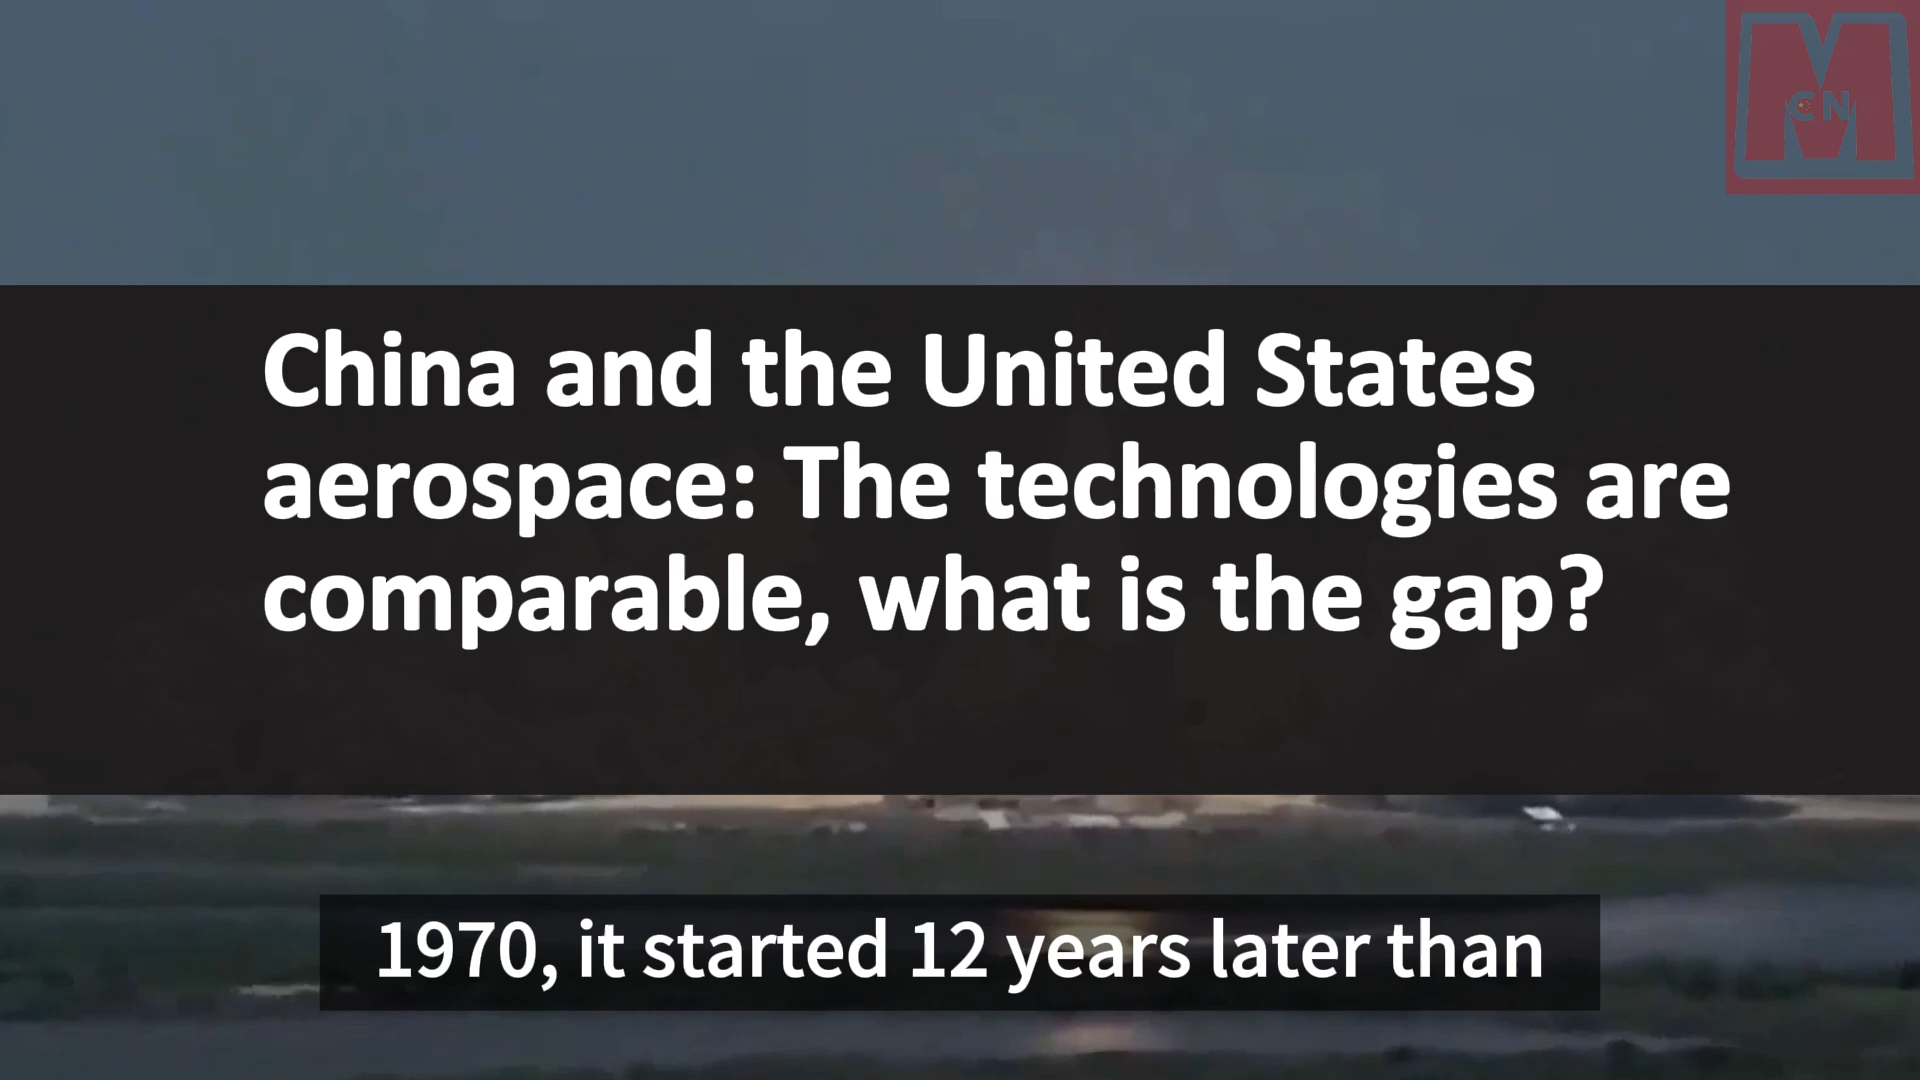 CN
China and the United States
aerospace: The technologies are
comparable, what is the gap?
1970, it started 12 years later than